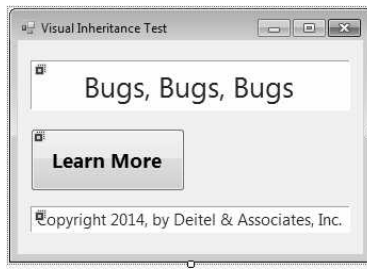 Visual Inheritance Test
Bugs, Bugs, Bugs
Learn More
Copyright 2014, by Deitel & Associates, Inc.